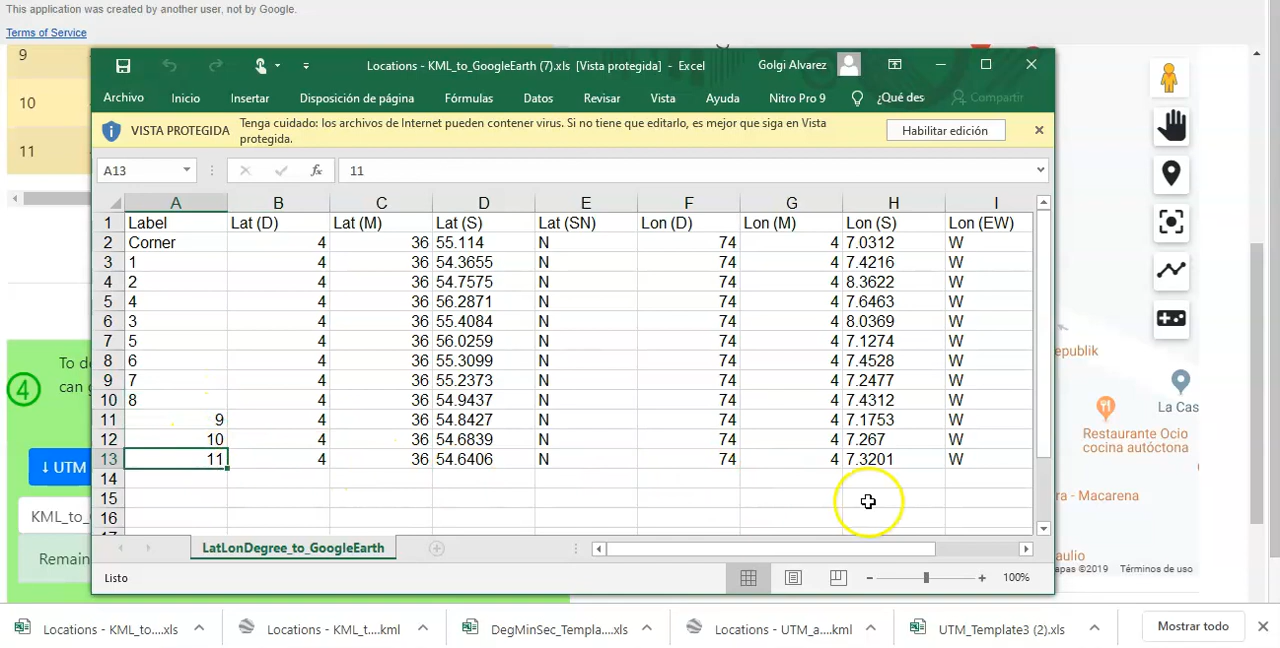 This application was created by another user, not by Google.
Terms of Service
9
10
11
Locations - KML_to_GoogleEarth (7).xls [Vista protegida] - Excel
Golgi Alvarez
Archivo Inicio Insertar Disposición de página Fórmulas Datos Revisar Vista Ayuda Nitro Pro 9 ¿Qué des Compartir
VISTA PROTEGIDA Tenga cuidado: los archivos de Internet pueden contener virus. Si no tiene que editarlo, es mejor que siga en Vista protegida. Habilitar edición
A13 fx 11
A B C D E F G H I
1 Label Lat (D) Lat (M) Lat (S) Lat (SN) Lon (D) Lon (M) Lon (S) Lon (EW)
2 Corner 4 36 55.114 N 74 4 7.0312 W
3 1 4 36 54.3655 N 74 4 7.4216 W
4 2 4 36 54.7575 N 74 4 8.3622 W
5 4 4 36 56.2871 N 74 4 7.6463 W
6 3 4 36 55.4084 N 74 4 8.0369 W
7 5 4 36 56.0259 N 74 4 7.1274 W
8 6 4 36 55.3099 N 74 4 7.4528 W
9 7 4 36 55.2373 N 74 4 7.2477 W
10 8 4 36 54.9437 N 74 4 7.4312 W
11 9 4 36 54.8427 N 74 4 7.1753 W
12 10 4 36 54.6839 N 74 4 7.267 W
13 11 4 36 54.6406 N 74 4 7.3201 W
14
15
16
LatLonDegree_to_GoogleEarth
Listo 100%
4
To d
can
↓ UTM
KML_to_
Remain
epublik
La Cas
Restaurante Ocio
cocina autóctona
ra - Macarena
aulio
apas ©2019 Términos de uso
Locations - KML_to....xls
Locations - KML_t....kml
DegMinSec_Templa....xls
Locations - UTM_a....kml
UTM_Template3 (2).xls
Mostrar todo